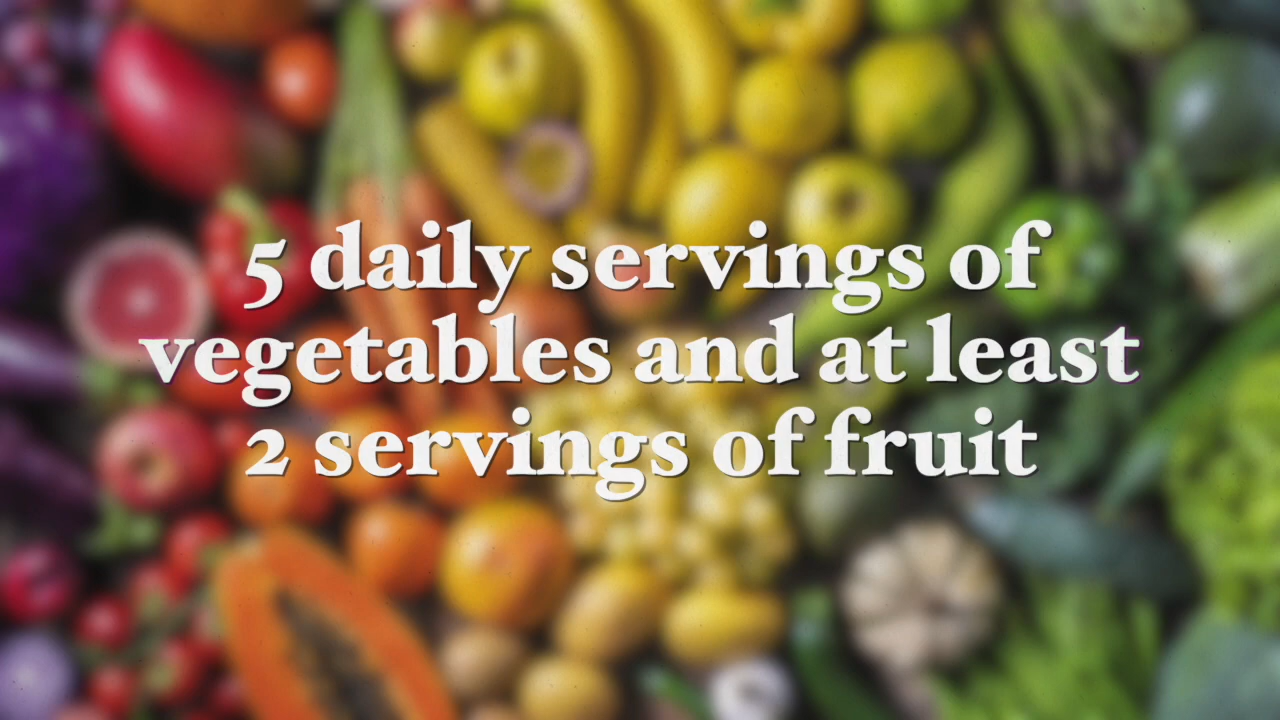 5 daily servings of
vegetables and at least
2 servings of fruit